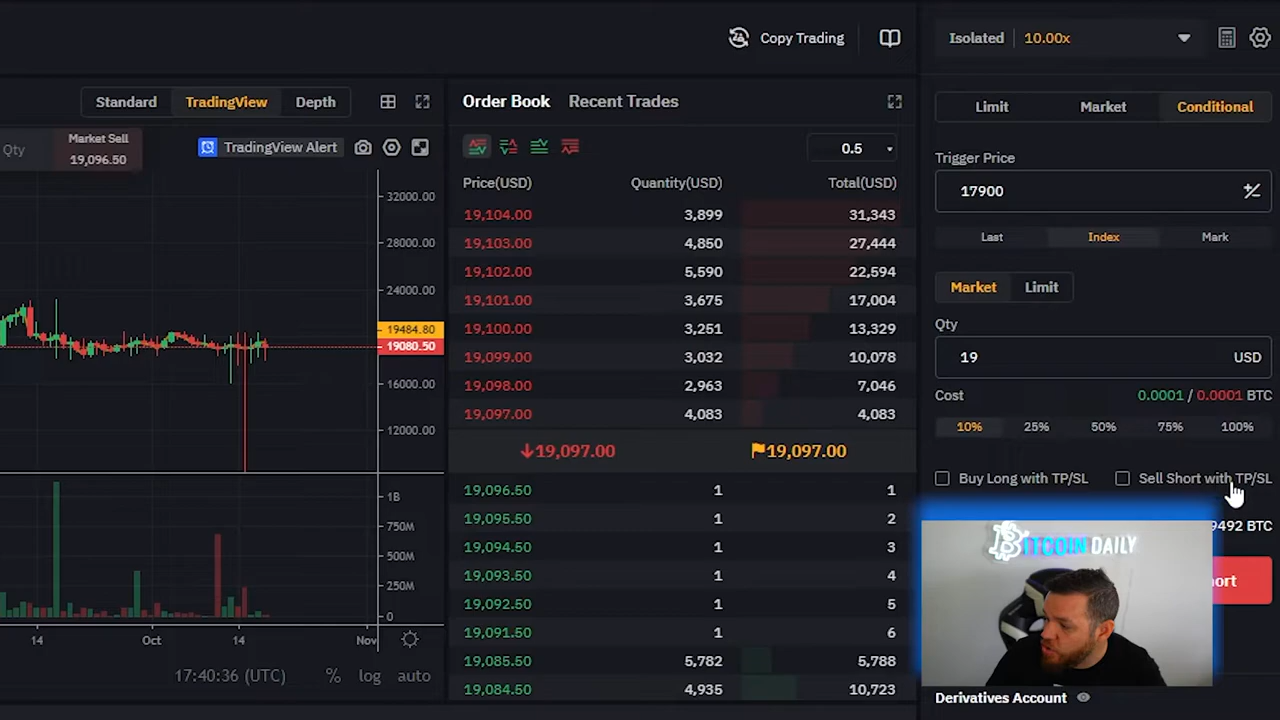 Copy Trading
Isolated 10.00x
Standard TradingView Depth
Order Book Recent Trades
Limit Market Conditional
Qty
Market Sell
19,096.50
TradingView Alert
0.5
Price(USD) Quantity(USD) Total(USD)
19,104.00 3,899 31,343
19,103.00 4,850 27,444
19,102.00 5,590 22,594
19,101.00 3,675 17,004
19,100.00 3,251 13,329
19,099.00 3,032 10,078
19,098.00 2,963 7,046
19,097.00 4,083 4,083
19,097.00 19,097.00
19,096.50 1 1
19,095.50 1 2
19,094.50 1 3
19,093.50 1 4
19,092.50 1 5
19,091.50 1 6
19,085.50 5,782 5,788
19,084.50 4,935 10,723
32000.00
28000.00
24000.00
19484.80
19080.50
16000.00
12000.00
1B
750M
500M
250M
0
14 Oct 14 Nov
17:40:36 (UTC) % log auto
Trigger Price
17900
Last Index Mark
Market Limit
Qty
19 USD
Cost 0.0001 / 0.0001 BTC
10% 25% 50% 75% 100%
Buy Long with TP/SL Sell Short with TP/SL
9492 BTC
BITCOIN DAILY
Derivatives Account